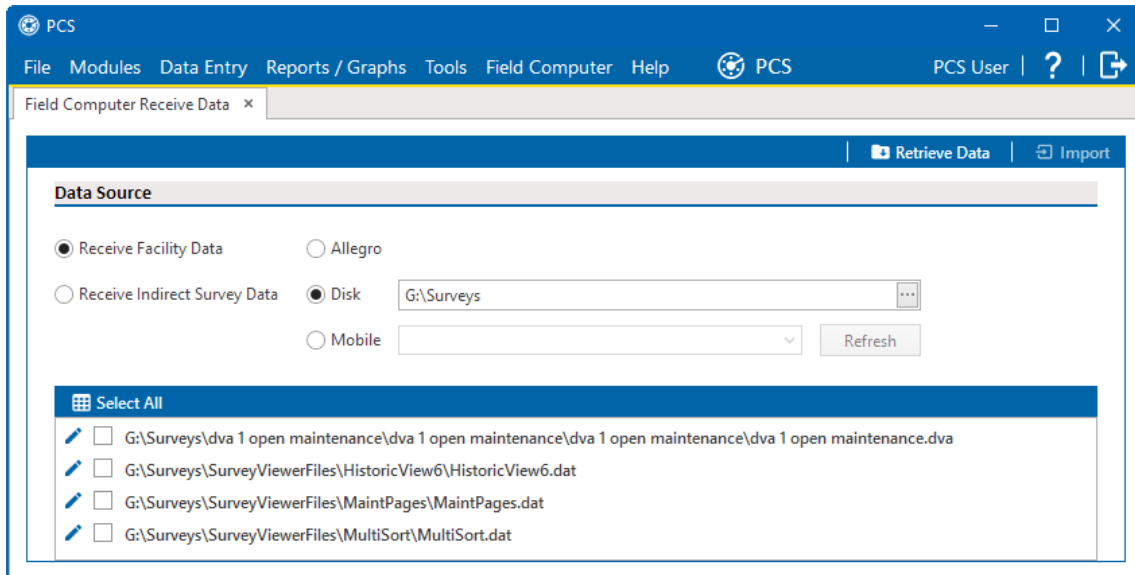 PCS
File Modules Data Entry Reports / Graphs Tools Field Computer Help PCS PCS User | ? |
Field Computer Receive Data ×
Retrieve Data Import
Data Source
Receive Facility Data Allegro
Receive Indirect Survey Data Disk G:\Surveys ...
Mobile Refresh
Select All
G:\Surveys\dva 1 open maintenance\dva 1 open maintenance\dva 1 open maintenance\dva 1 open maintenance.dva
G:\Surveys\SurveyViewerFiles\HistoricView6\HistoricView6.dat
G:\Surveys\SurveyViewerFiles\MaintPages\MaintPages.dat
G:\Surveys\SurveyViewerFiles\MultiSort\MultiSort.dat